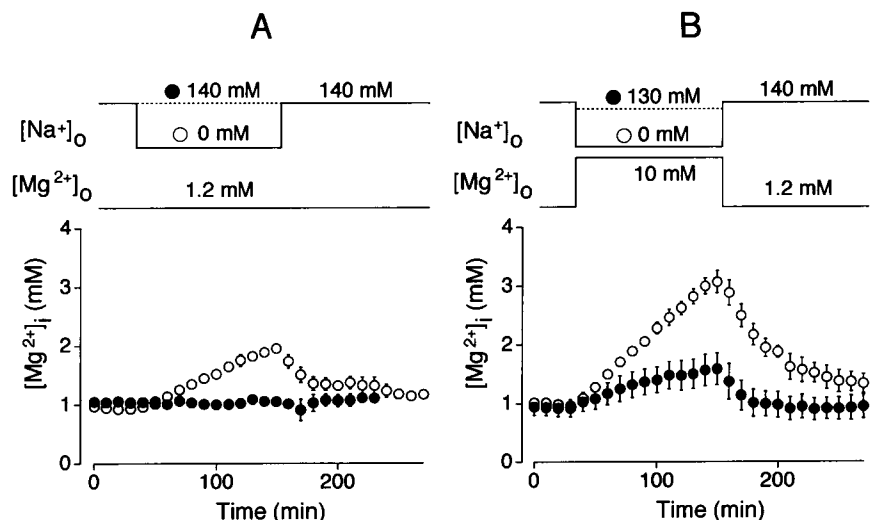 A
● 140 mM
140 mM
[Na+]o
○ 0 mM
[Mg2+]o
1.2 mM
[Mg2+]i (mM)
4
3
2
1
0
0
100
200
Time (min)
B
● 130 mM
140 mM
[Na+]o
○ 0 mM
[Mg2+]o
10 mM
1.2 mM
[Mg2+]i (mM)
4
3
2
1
0
0
100
200
Time (min)